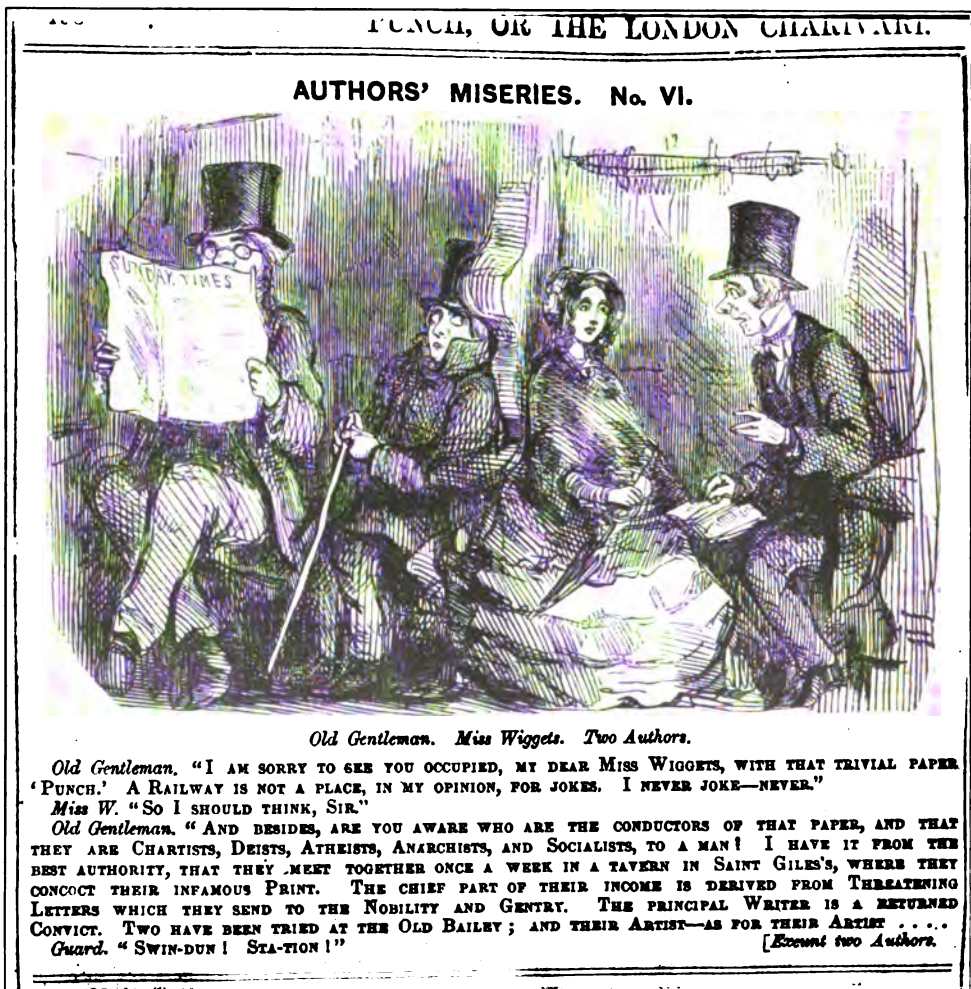 PUNCH, OR THE LONDON CHARIVARI.
AUTHORS' MISERIES. No. VI.
SUNDAY TIMES
Old Gentleman. Miss Wiggets. Two Authors.
Old Gentleman. "I AM SORRY TO SEE YOU OCCUPIED, MY DEAR MISS WIGGETS, WITH THAT TRIVIAL PAPER
'PUNCH.' A RAILWAY IS NOT A PLACE, IN MY OPINION, FOR JOKES. I NEVER JOKE—NEVER."
Miss W. "SO I SHOULD THINK, SIR."
Old Gentleman. "AND BESIDES, ARE YOU AWARE WHO ARE THE CONDUCTORS OF THAT PAPER, AND THAT
THEY ARE CHARTISTS, DEISTS, ATHEISTS, ANARCHISTS, AND SOCIALISTS, TO A MAN! I HAVE IT FROM THE
BEST AUTHORITY, THAT THEY MEET TOGETHER ONCE A WEEK IN A TAVERN IN SAINT GILES'S, WHERE THEY
CONCOCT THEIR INFAMOUS PRINT. THE CHIEF PART OF THEIR INCOME IS DERIVED FROM THREATENING
LETTERS WHICH THEY SEND TO THE NOBILITY AND GENTRY. THE PRINCIPAL WRITER IS A RETURNED
CONVICT. TWO HAVE BEEN TRIED AT THE OLD BAILEY; AND THEIR ARTIST—AS FOR THEIR ARTIST . . . . .
Guard. "SWIN-DUN! STA-TION!" [Exeunt two Authors.